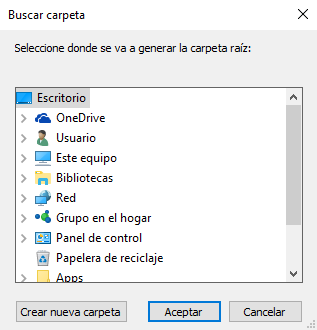 Buscar carpeta
Seleccione donde se va a generar la carpeta raíz:
Escritorio
OneDrive
Usuario
Este equipo
Bibliotecas
Red
Grupo en el hogar
Panel de control
Papelera de reciclaje
Apps
Crear nueva carpeta Aceptar Cancelar